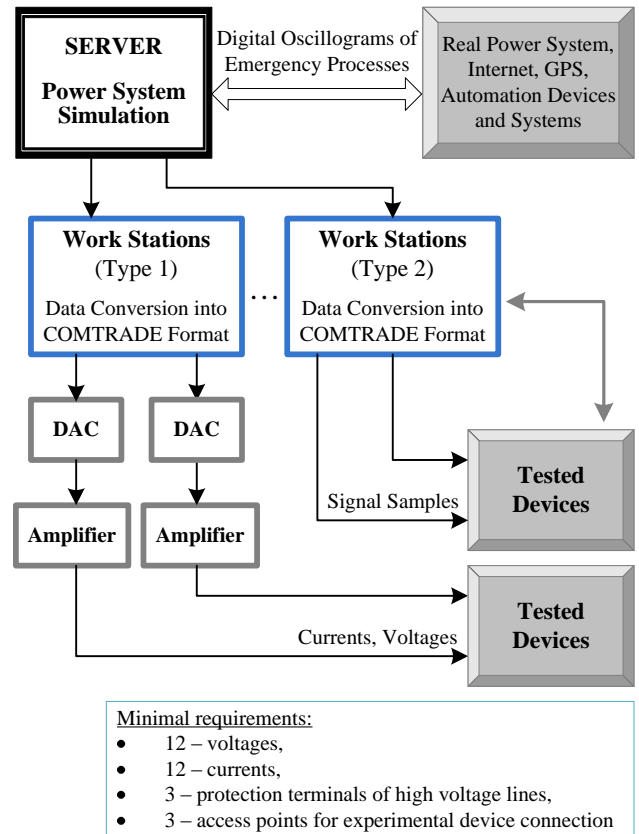 SERVER
Power System
Simulation
Digital Oscillograms of
Emergency Processes
Real Power System,
Internet, GPS,
Automation Devices
and Systems
Work Stations
(Type 1)
Data Conversion into
COMTRADE Format
…
Work Stations
(Type 2)
Data Conversion into
COMTRADE Format
DAC
DAC
Amplifier
Amplifier
Signal Samples
Tested
Devices
Currents, Voltages
Tested
Devices
Minimal requirements:
• 12 – voltages,
• 12 – currents,
• 3 – protection terminals of high voltage lines,
• 3 – access points for experimental device connection